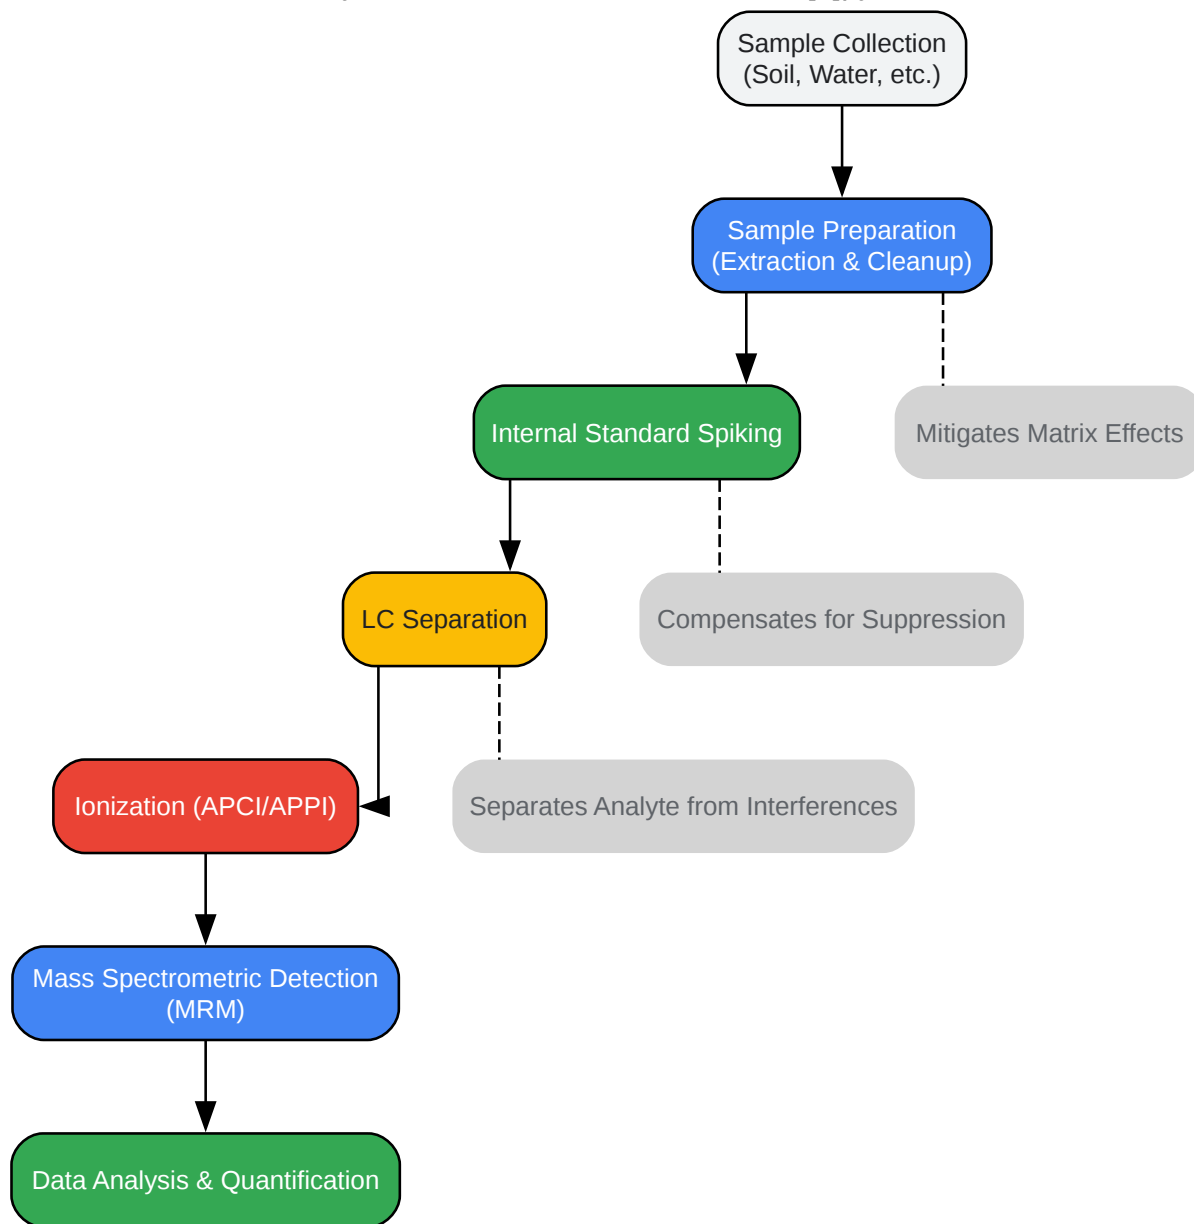 Sample Collection
(Soil, Water, etc.)
Sample Preparation
(Extraction & Cleanup)
Internal Standard Spiking
Mitigates Matrix Effects
LC Separation
Compensates for Suppression
Ionization (APCI/APPI)
Separates Analyte from Interferences
Mass Spectrometric Detection
(MRM)
Data Analysis & Quantification